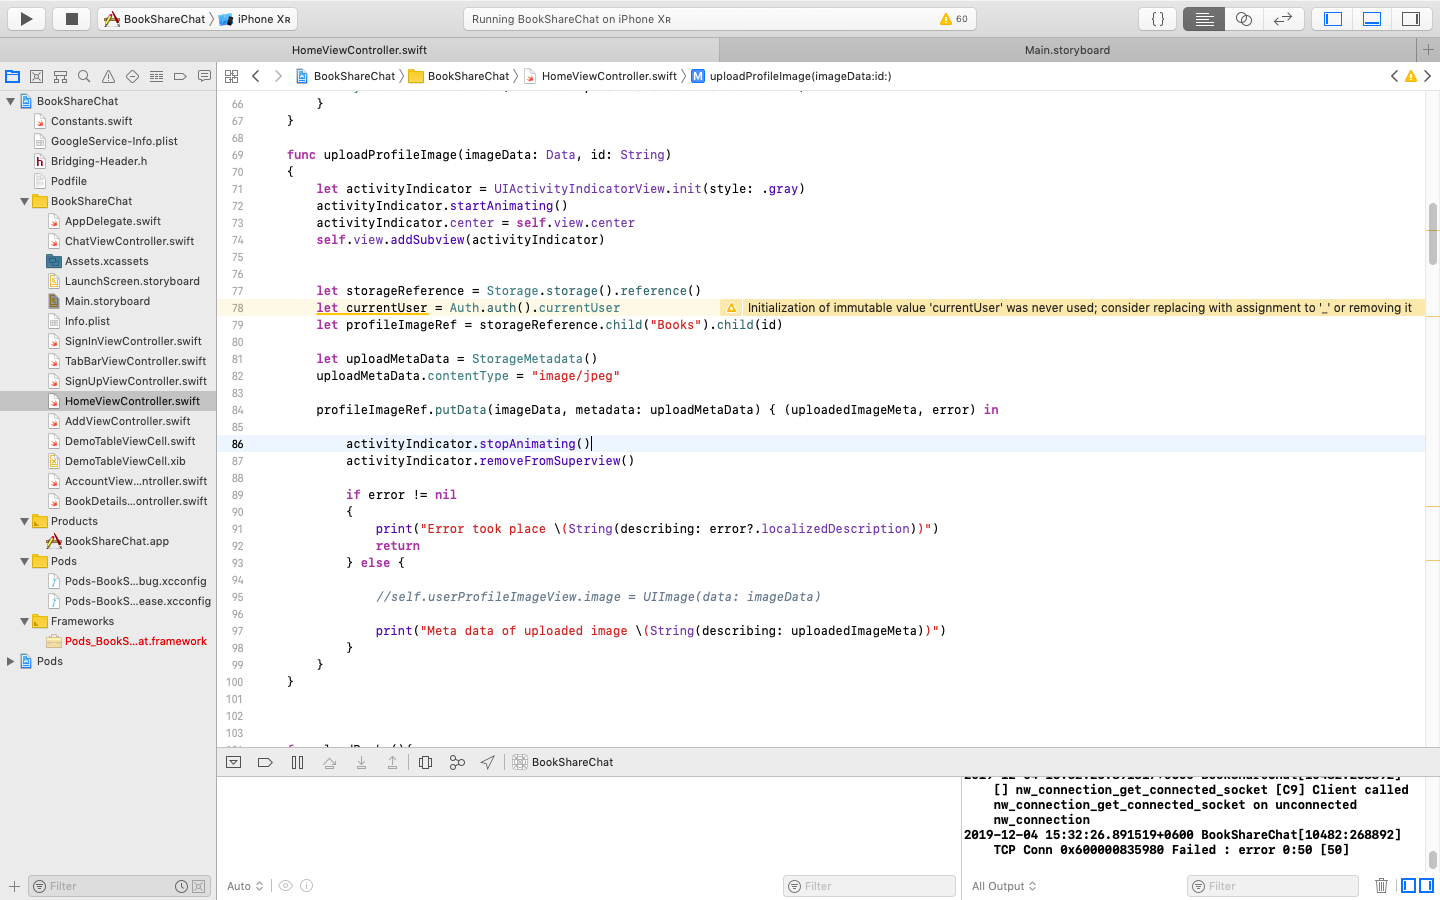 BookShareChat
iPhone XR
Running BookShareChat on iPhone XR
60
{ }
HomeViewController.swift
Main.storyboard
BookShareChat
BookShareChat
HomeViewController.swift
M
uploadProfileImage(imageData:id:)
BookShareChat
Constants.swift
GoogleService-Info.plist
h Bridging-Header.h
Podfile
BookShareChat
AppDelegate.swift
ChatViewController.swift
Assets.xcassets
LaunchScreen.storyboard
Main.storyboard
Info.plist
SignInViewController.swift
TabBarViewController.swift
SignUpViewController.swift
HomeViewController.swift
AddViewController.swift
DemoTableViewCell.swift
DemoTableViewCell.xib
AccountView...ntroller.swift
BookDetails...ontroller.swift
Products
BookShareChat.app
Pods
Pods-BookS...bug.xcconfig
Pods-BookS...ease.xcconfig
Frameworks
Pods_BookS...at.framework
Pods
Filter
66 }
67 }
68
69 func uploadProfileImage(imageData: Data, id: String)
70 {
71 let activityIndicator = UIActivityIndicatorView.init(style: .gray)
72 activityIndicator.startAnimating()
73 activityIndicator.center = self.view.center
74 self.view.addSubview(activityIndicator)
75
76
77 let storageReference = Storage.storage().reference()
78 let currentUser = Auth.auth().currentUser
Initialization of immutable value 'currentUser' was never used; consider replacing with assignment to '_' or removing it
79 let profileImageRef = storageReference.child("Books").child(id)
80
81 let uploadMetaData = StorageMetadata()
82 uploadMetaData.contentType = "image/jpeg"
83
84 profileImageRef.putData(imageData, metadata: uploadMetaData) { (uploadedImageMeta, error) in
85
86 activityIndicator.stopAnimating()
87 activityIndicator.removeFromSuperview()
88
89 if error != nil
90 {
91 print("Error took place \(String(describing: error?.localizedDescription))")
92 return
93 } else {
94
95 //self.userProfileImageView.image = UIImage(data: imageData)
96
97 print("Meta data of uploaded image \(String(describing: uploadedImageMeta))")
98 }
99 }
100 }
101
102
103
BookShareChat
[] nw_connection_get_connected_socket [C9] Client called
nw_connection_get_connected_socket on unconnected
nw_connection
2019-12-04 15:32:26.891519+0600 BookShareChat[10482:268892]
TCP Conn 0x600000835980 Failed : error 0:50 [50]
Auto
Filter
All Output
Filter